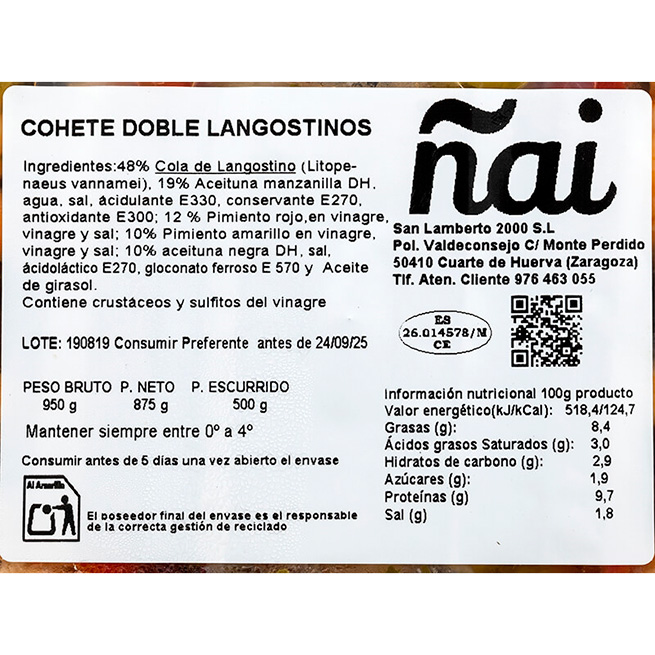 COHETE DOBLE LANGOSTINOS
Ingredientes:48% Cola de Langostino (Litope-
naeus vannamei), 19% Aceituna manzanilla DH,
agua, sal, ácidulante E330, conservante E270,
antioxidante E300; 12 % Pimiento rojo,en vinagre,
vinagre y sal; 10% Pimiento amarillo en vinagre,
vinagre y sal; 10% aceituna negra DH, sal,
ácidoláctico E270, gloconato ferroso E 570 y Aceite
de girasol.
Contiene crustáceos y sulfitos del vinagre
LOTE: 190819 Consumir Preferente antes de 24/09/25
PESO BRUTO P. NETO P. ESCURRIDO
950 g 875 g 500 g
Mantener siempre entre 0º a 4º
Consumir antes de 5 días una vez abierto el envase
Al Amarillo
El poseedor final del envase es el responsable
de la correcta gestión de reciclado
ñai
San Lamberto 2000 S.L
Pol. Valdeconsejo C/ Monte Perdido
50410 Cuarte de Huerva (Zaragoza)
Tlf. Aten. Cliente 976 463 055
ES
26.014578/M
CE
Información nutricional 100g producto
Valor energético(kJ/kCal): 518,4/124,7
Grasas (g): 8,4
Ácidos grasos Saturados (g): 3,0
Hidratos de carbono (g): 2,9
Azúcares (g): 1,9
Proteínas (g) 9,7
Sal (g) 1,8